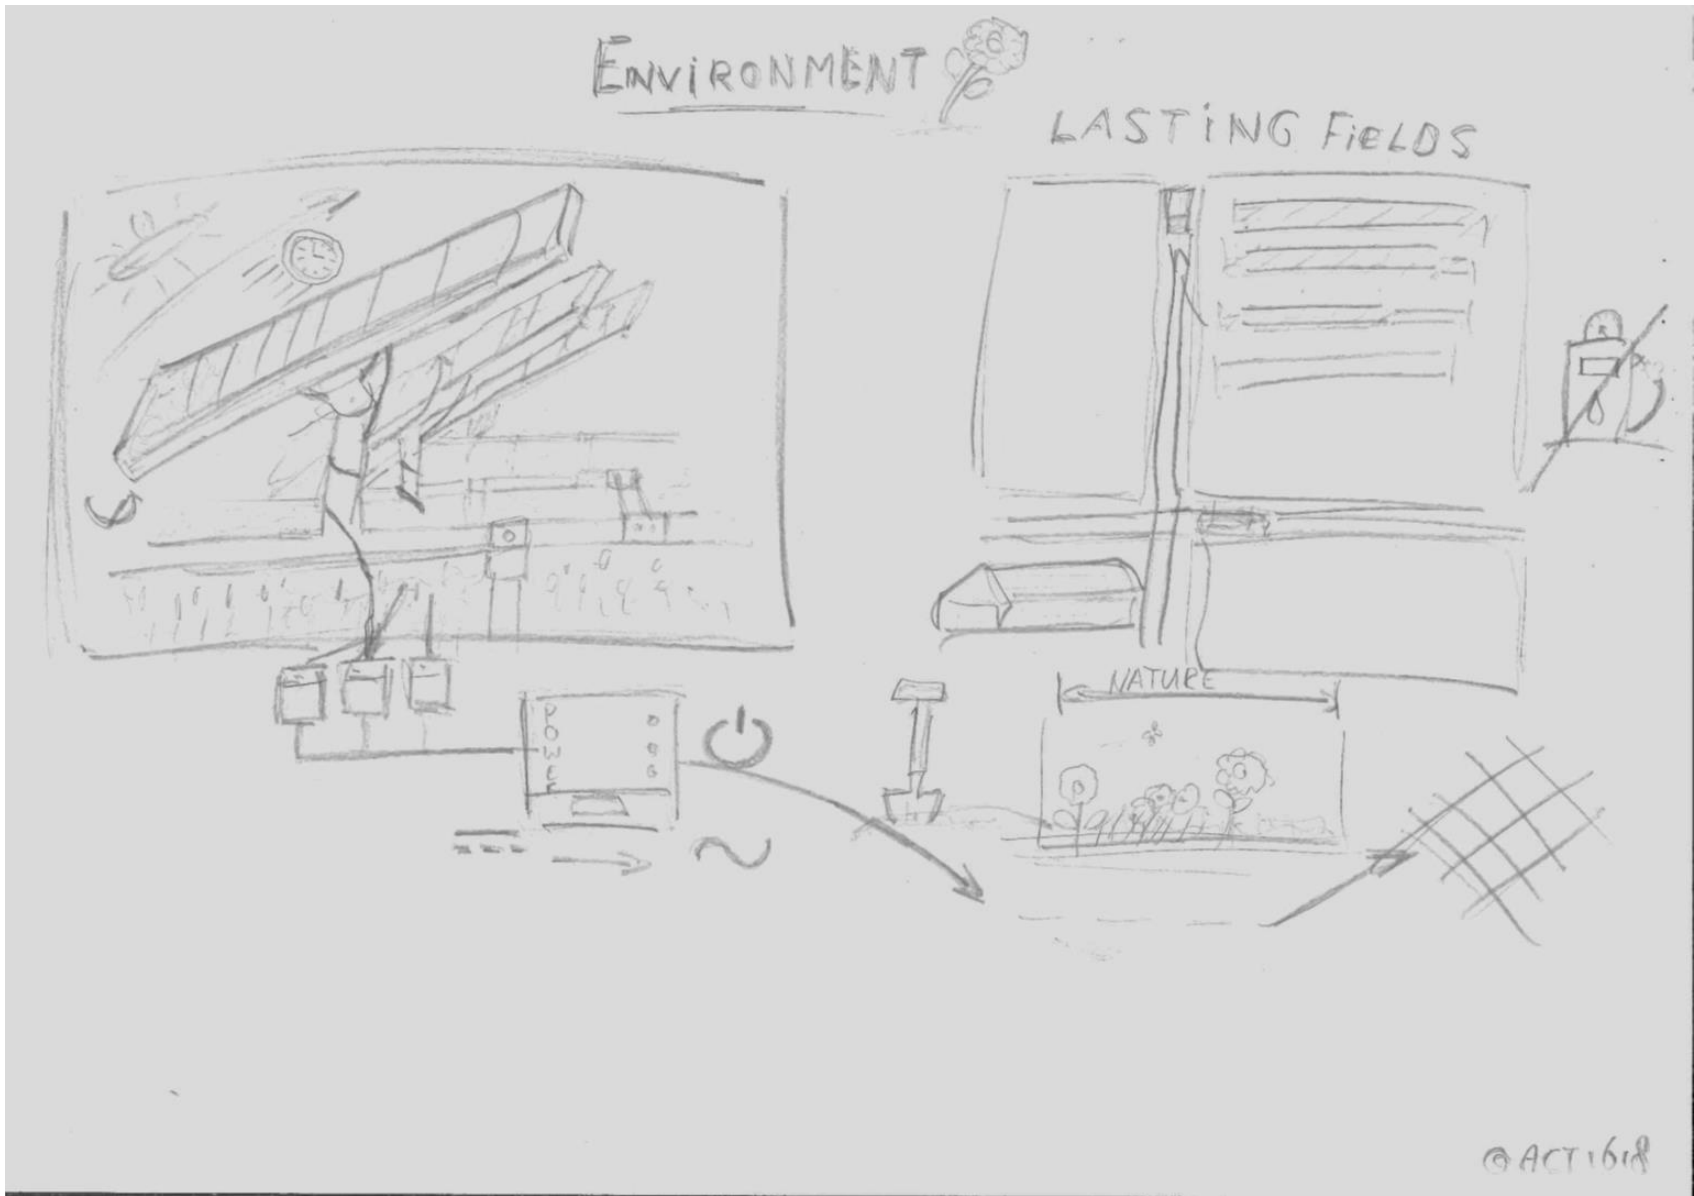 ENVIRONMENT
LASTING FIELDS
NATURE
POWER
@ACT1618